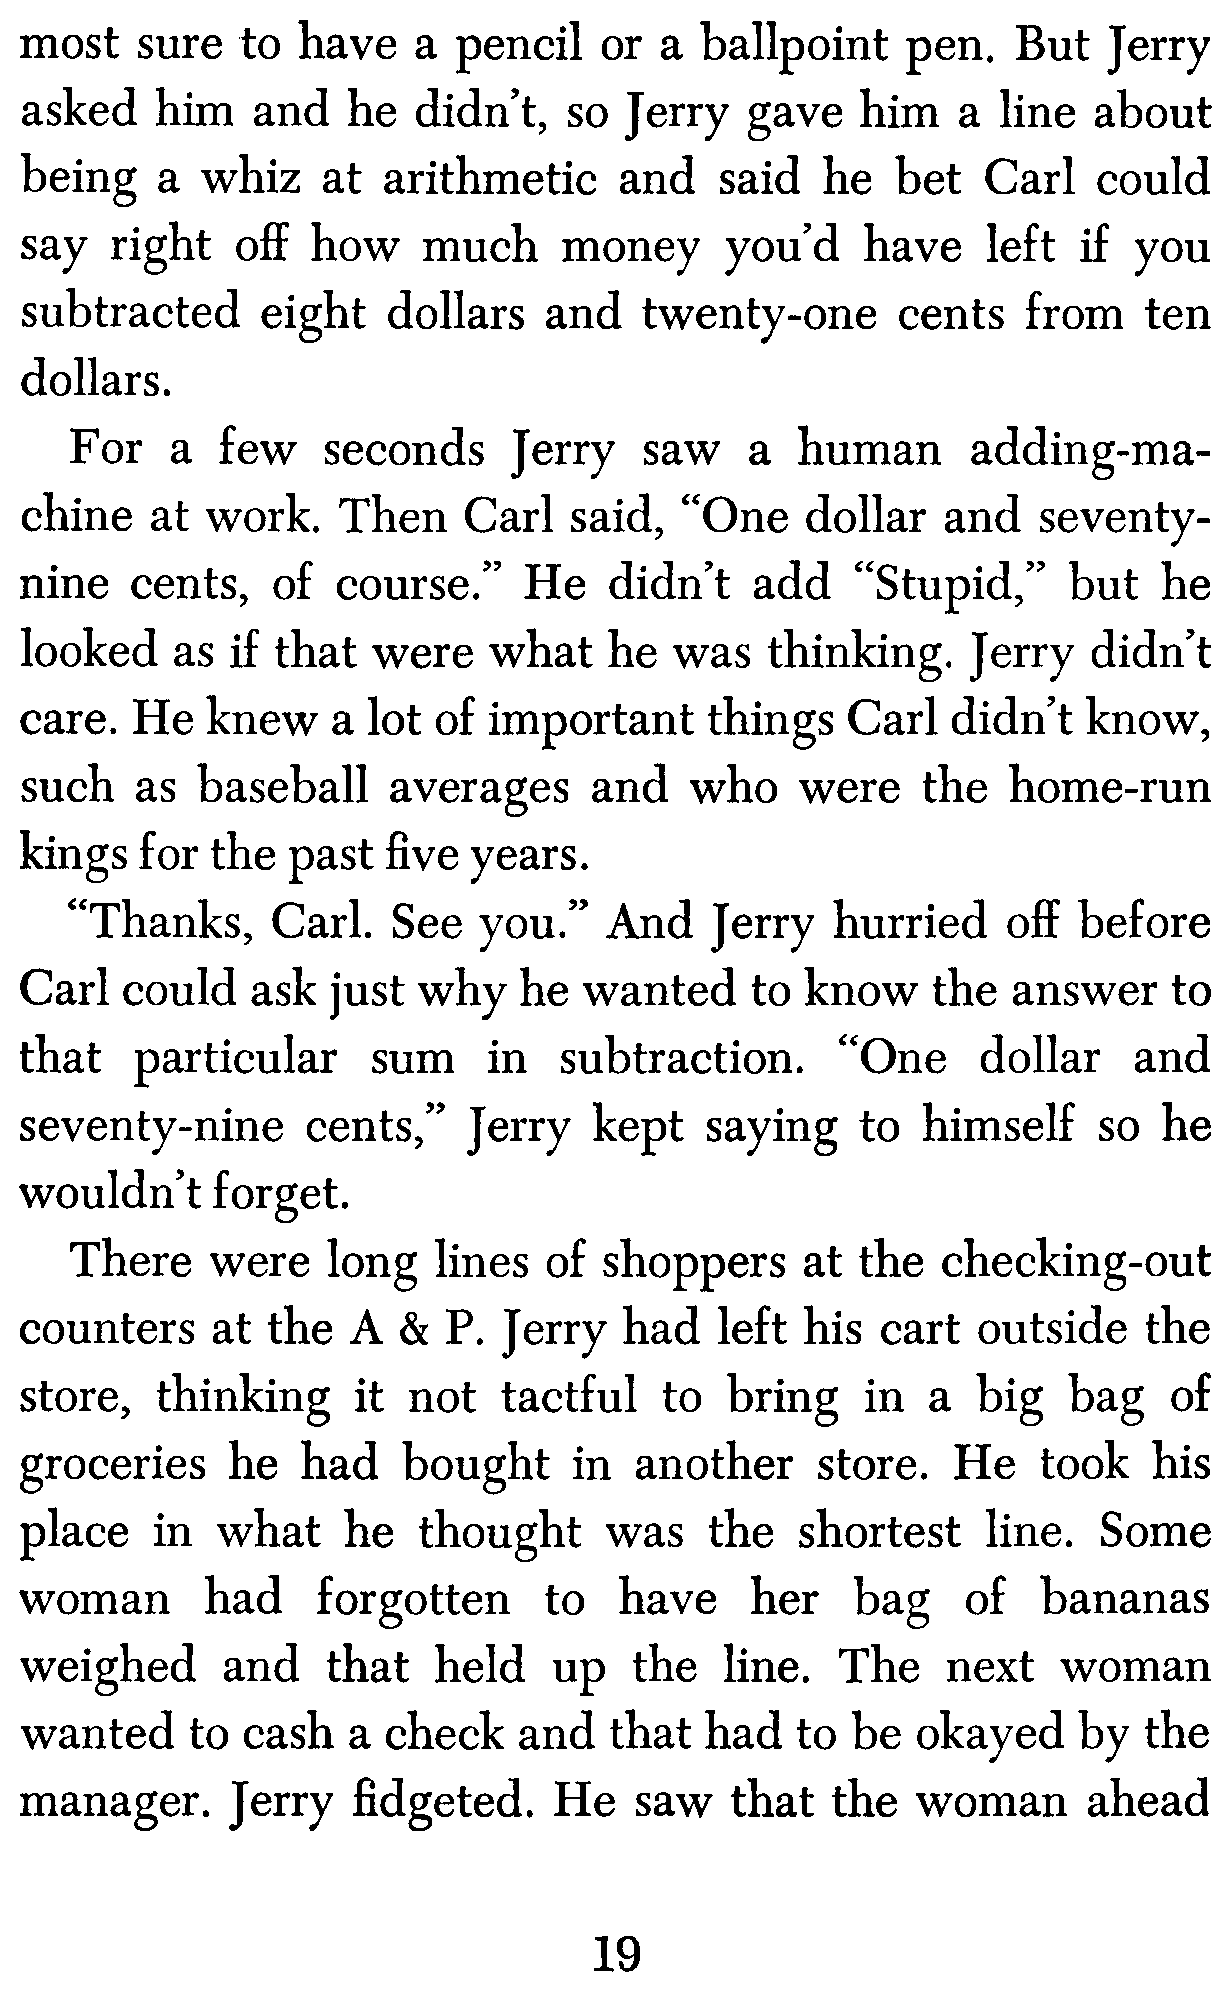 most sure to have a pencil or a ballpoint pen. But Jerry
asked him and he didn't, so Jerry gave him a line about
being a whiz at arithmetic and said he bet Carl could
say right off how much money you'd have left if you
subtracted eight dollars and twenty-one cents from ten
dollars.
For a few seconds Jerry saw a human adding-ma-
chine at work. Then Carl said, “One dollar and seventy-
nine cents, of course.” He didn't add “Stupid,” but he
looked as if that were what he was thinking. Jerry didn't
care. He knew a lot of important things Carl didn't know,
such as baseball averages and who were the home-run
kings for the past five years.
“Thanks, Carl. See you.” And Jerry hurried off before
Carl could ask just why he wanted to know the answer to
that particular sum in subtraction. “One dollar and
seventy-nine cents,” Jerry kept saying to himself so he
wouldn't forget.
There were long lines of shoppers at the checking-out
counters at the A & P. Jerry had left his cart outside the
store, thinking it not tactful to bring in a big bag of
groceries he had bought in another store. He took his
place in what he thought was the shortest line. Some
woman had forgotten to have her bag of bananas
weighed and that held up the line. The next woman
wanted to cash a check and that had to be okayed by the
manager. Jerry fidgeted. He saw that the woman ahead
19